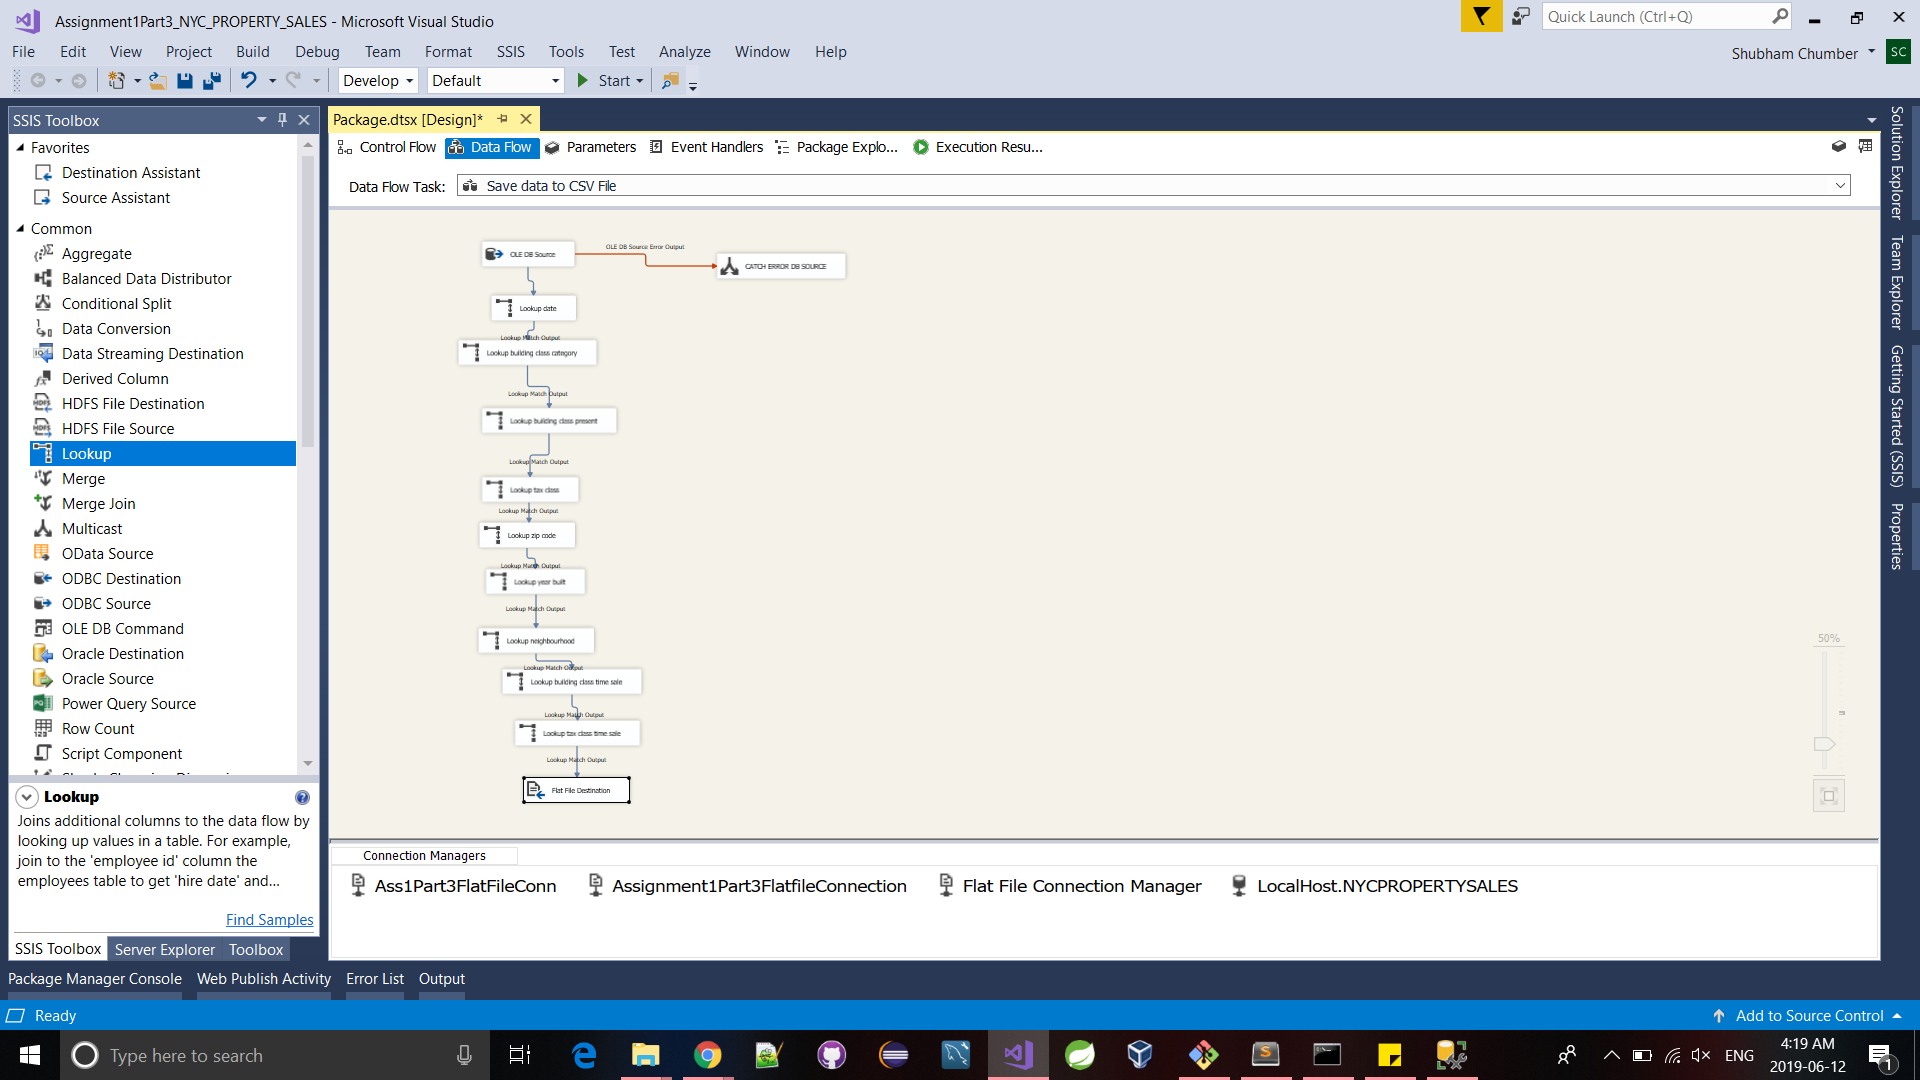 Assignment1Part3_NYC_PROPERTY_SALES - Microsoft Visual Studio
Quick Launch (Ctrl+Q)
File Edit View Project Build Debug Team Format SSIS Tools Test Analyze Window Help
Shubham Chumber SC
Develop Default Start
SSIS Toolbox
Favorites
Destination Assistant
Source Assistant
Common
Aggregate
Balanced Data Distributor
Conditional Split
Data Conversion
Data Streaming Destination
Derived Column
HDFS File Destination
HDFS File Source
Lookup
Merge
Merge Join
Multicast
OData Source
ODBC Destination
ODBC Source
OLE DB Command
Oracle Destination
Oracle Source
Power Query Source
Row Count
Script Component
Lookup
Joins additional columns to the data flow by
looking up values in a table. For example,
join to the 'employee id' column the
employees table to get 'hire date' and...
Find Samples
SSIS Toolbox Server Explorer Toolbox
Package.dtsx [Design]*
Control Flow Data Flow Parameters Event Handlers Package Explo... Execution Resu...
Data Flow Task: Save data to CSV File
OLE DB Source
OLE DB Source Error Output
CATCH ERROR DB SOURCE
Lookup date
Lookup Match Output
Lookup building class category
Lookup Match Output
Lookup building class present
Lookup Match Output
Lookup tax class
Lookup Match Output
Lookup zip code
Lookup Match Output
Lookup year built
Lookup Match Output
Lookup neighbourhood
Lookup Match Output
Lookup building class time sale
Lookup Match Output
Lookup tax class time sale
Lookup Match Output
Flat File Destination
50%
Connection Managers
Ass1Part3FlatFileConn Assignment1Part3FlatfileConnection Flat File Connection Manager LocalHost.NYCPROPERTYSALES
Solution Explorer
Team Explorer
Getting Started (SSIS)
Properties
Package Manager Console Web Publish Activity Error List Output
Ready
Add to Source Control
Type here to search
ENG
4:19 AM
2019-06-12
1